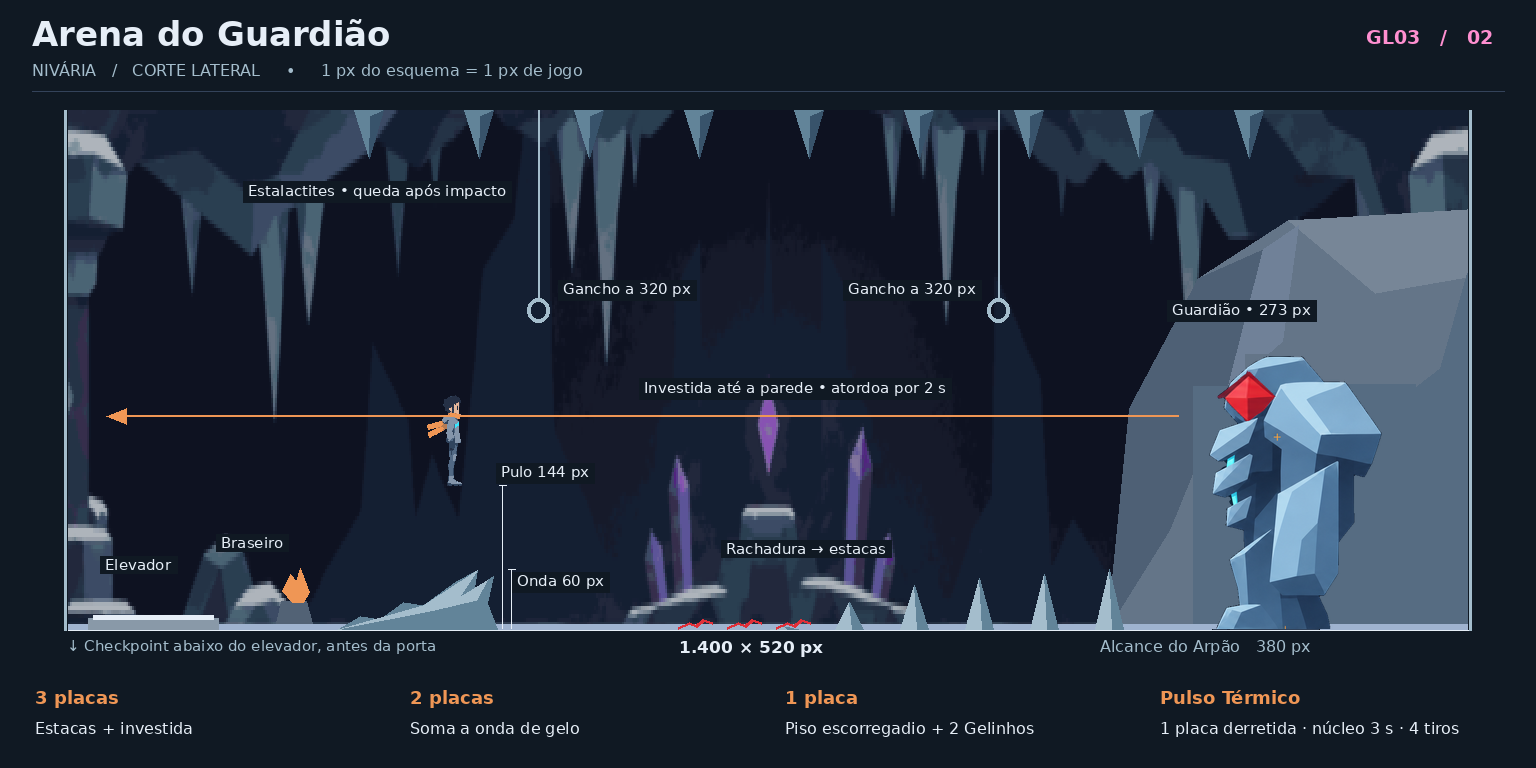 Arena do Guardião
GL03 / 02
NIVÁRIA / CORTE LATERAL • 1 px do esquema = 1 px de jogo
Estalactites • queda após impacto
Gancho a 320 px
Gancho a 320 px
Guardião • 273 px
Investida até a parede • atordoa por 2 s
Pulo 144 px
Braseiro
Rachadura → estacas
Elevador
Onda 60 px
↓ Checkpoint abaixo do elevador, antes da porta
1.400 × 520 px
Alcance do Arpão 380 px
3 placas
Estacas + investida
2 placas
Soma a onda de gelo
1 placa
Piso escorregadio + 2 Gelinhos
Pulso Térmico
1 placa derretida · núcleo 3 s · 4 tiros